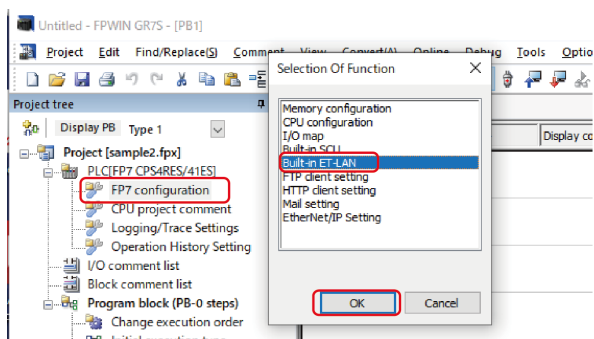 Untitled - FPWIN GR7S - [PB1]
Project Edit Find/Replace(S) Comment View Convert(A) Online Debug Tools Optio
Project tree
Display PB Type 1
Project [sample2.fpx]
PLC[FP7 CPS4RES/41ES]
FP7 configuration
CPU project comment
Logging/Trace Settings
Operation History Setting
I/O comment list
Block comment list
Program block (PB-0 steps)
Change execution order
Initial execution type
Selection Of Function
Memory configuration
CPU configuration
I/O map
Built-in SCU
Built-in ET-LAN
FTP client setting
HTTP client setting
Mail setting
EtherNet/IP Setting
OK Cancel
Display co